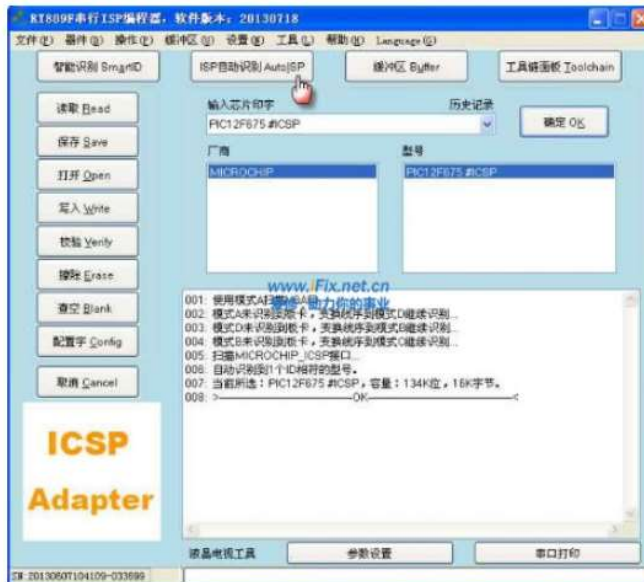 RT809F串行ISP编程器，软件版本：20130718
文件(F) 器件(D) 操作(P) 缓冲区(U) 设置(E) 工具(L) 帮助(H) Language(G)
智能识别 SmartID ISP自动识别 AutoISP 缓冲区 Buffer 工具链面板 Toolchain
读取 Read
保存 Save
打开 Open
写入 Write
校验 Verify
擦除 Erase
查空 Blank
配置字 Config
取消 Cancel
输入芯片印字 历史记录
PIC12F675 #ICSP 确定 OK
厂商 型号
MICROCHIP PIC12F675 #ICSP
www.iFix.net.cn
爱修·助力你的事业
001: 使用模式A扫描
002: 模式A未识别到板卡，变换线序到模式D继续识别...
003: 模式D未识别到板卡，变换线序到模式B继续识别...
004: 模式B未识别到板卡，变换线序到模式C继续识别...
005: 扫描MICROCHIP_ICSP接口...
006: 自动识别到1个ID相符的型号。
007: 当前所选：PIC12F675 #ICSP，容量：134K位，16K字节。
008: >--------------------OK--------------------<
ICSP
Adapter
液晶电视工具 参数设置 串口打印
SN:20130607104109-033699